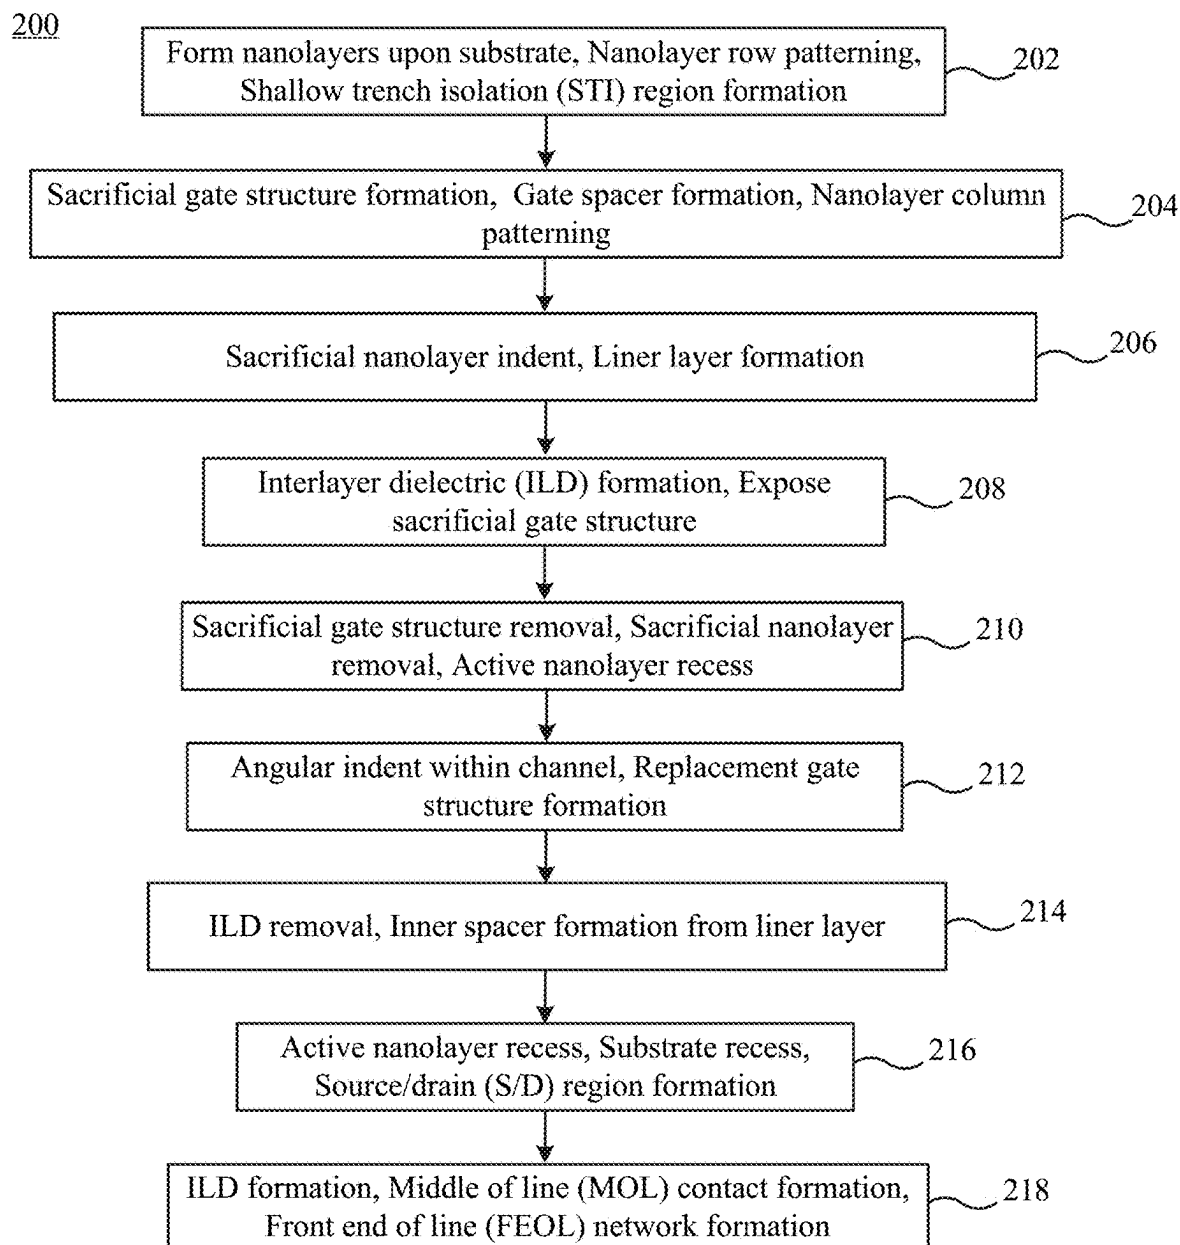 200
Form nanolayers upon substrate, Nanolayer row patterning,
Shallow trench isolation (STI) region formation
202
Sacrificial gate structure formation, Gate spacer formation, Nanolayer column
patterning
204
Sacrificial nanolayer indent, Liner layer formation
206
Interlayer dielectric (ILD) formation, Expose
sacrificial gate structure
208
Sacrificial gate structure removal, Sacrificial nanolayer
removal, Active nanolayer recess
210
Angular indent within channel, Replacement gate
structure formation
212
ILD removal, Inner spacer formation from liner layer
214
Active nanolayer recess, Substrate recess,
Source/drain (S/D) region formation
216
ILD formation, Middle of line (MOL) contact formation,
Front end of line (FEOL) network formation
218